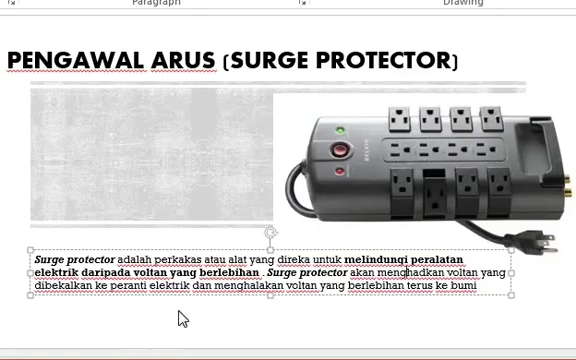 Paragraph
Drawing
PENGAWAL ARUS (SURGE PROTECTOR)
BELKIN
Surge protector adalah perkakas atau alat yang direka untuk melindungi peralatan
elektrik daripada voltan yang berlebihan . Surge protector akan menghadkan voltan yang
dibekalkan ke peranti elektrik dan menghalakan voltan yang berlebihan terus ke bumi